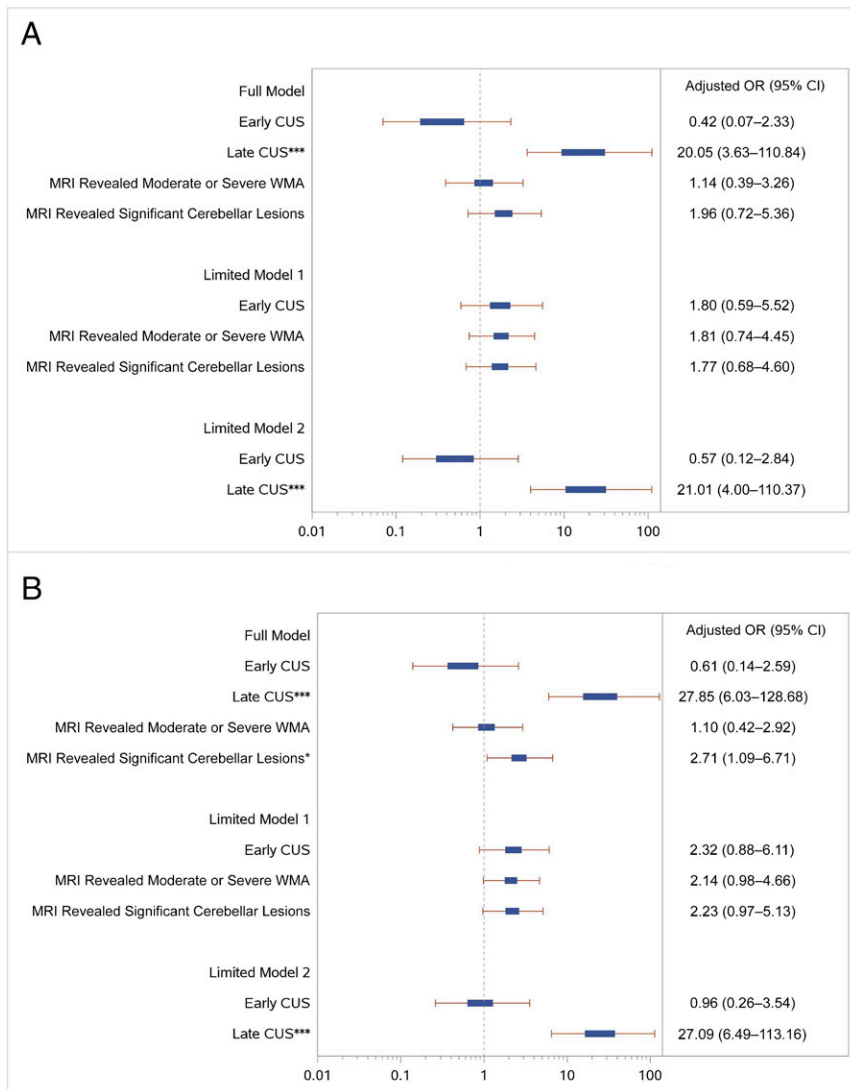 A
Full Model Adjusted OR (95% CI)
Early CUS 0.42 (0.07–2.33)
Late CUS*** 20.05 (3.63–110.84)
MRI Revealed Moderate or Severe WMA 1.14 (0.39–3.26)
MRI Revealed Significant Cerebellar Lesions 1.96 (0.72–5.36)
Limited Model 1
Early CUS 1.80 (0.59–5.52)
MRI Revealed Moderate or Severe WMA 1.81 (0.74–4.45)
MRI Revealed Significant Cerebellar Lesions 1.77 (0.68–4.60)
Limited Model 2
Early CUS 0.57 (0.12–2.84)
Late CUS*** 21.01 (4.00–110.37)
0.01 0.1 1 10 100
B
Full Model Adjusted OR (95% CI)
Early CUS 0.61 (0.14–2.59)
Late CUS*** 27.85 (6.03–128.68)
MRI Revealed Moderate or Severe WMA 1.10 (0.42–2.92)
MRI Revealed Significant Cerebellar Lesions* 2.71 (1.09–6.71)
Limited Model 1
Early CUS 2.32 (0.88–6.11)
MRI Revealed Moderate or Severe WMA 2.14 (0.98–4.66)
MRI Revealed Significant Cerebellar Lesions 2.23 (0.97–5.13)
Limited Model 2
Early CUS 0.96 (0.26–3.54)
Late CUS*** 27.09 (6.49–113.16)
0.01 0.1 1 10 100